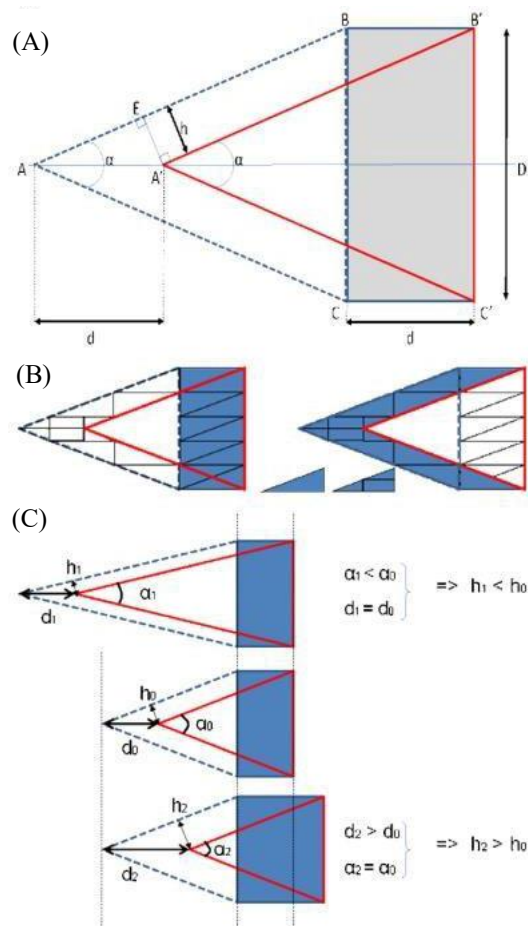 (A)
B B'
E
h
A α A' α D
C C'
d d
(B)
(C)
h₁
α₁
d₁
α₁ < α₀
d₁ = d₀
=> h₁ < h₀
h₀
α₀
d₀
h₂
α₂
d₂
d₂ > d₀
α₂ = α₀
=> h₂ > h₀